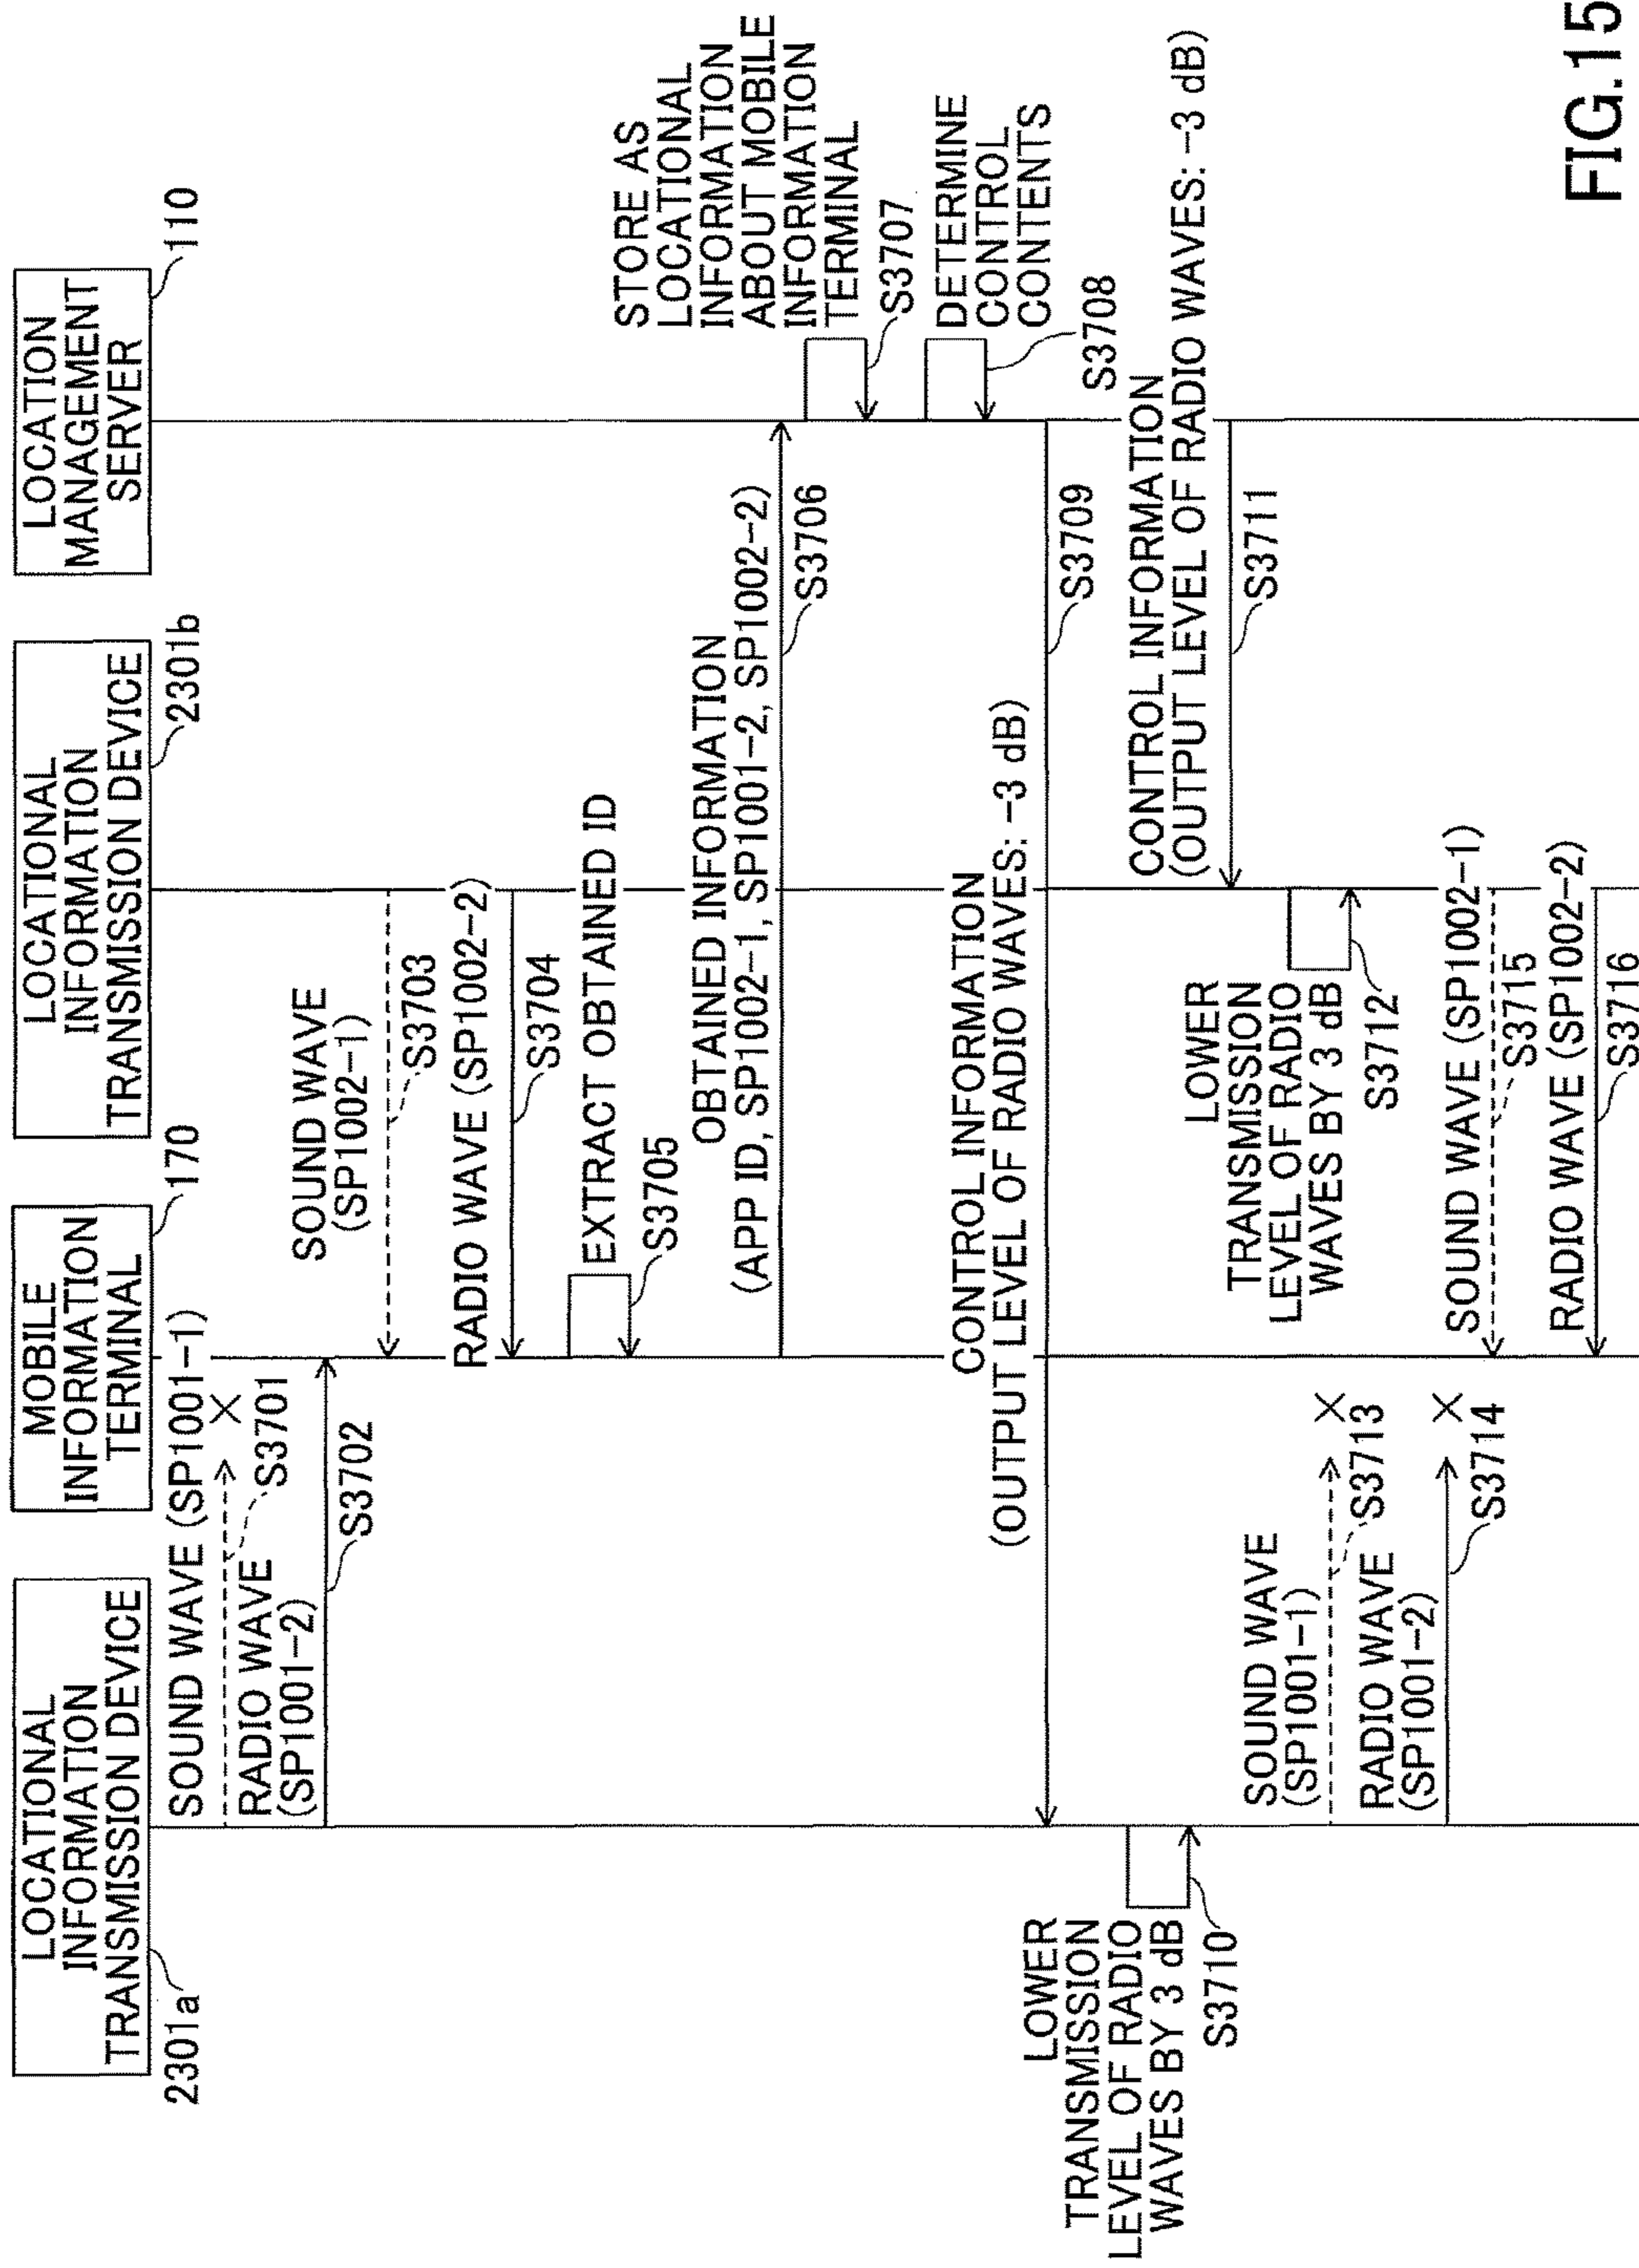 LOCATIONAL
INFORMATION
TRANSMISSION DEVICE
2301a
MOBILE
INFORMATION
TERMINAL
170
LOCATIONAL
INFORMATION
TRANSMISSION DEVICE
2301b
LOCATION
MANAGEMENT
SERVER
110
SOUND WAVE (SP1001-1)
S3701
RADIO WAVE
(SP1001-2)
S3702
SOUND WAVE
(SP1002-1)
S3703
RADIO WAVE (SP1002-2)
S3704
EXTRACT OBTAINED ID
S3705
OBTAINED INFORMATION
(APP ID, SP1002-1, SP1001-2, SP1002-2)
S3706
STORE AS
LOCATIONAL
INFORMATION
ABOUT MOBILE
INFORMATION
TERMINAL
S3707
DETERMINE
CONTROL
CONTENTS
S3708
CONTROL INFORMATION
(OUTPUT LEVEL OF RADIO WAVES: -3 dB)
S3709
LOWER
TRANSMISSION
LEVEL OF RADIO
WAVES BY 3 dB
S3710
CONTROL INFORMATION
(OUTPUT LEVEL OF RADIO WAVES: -3 dB)
S3711
LOWER
TRANSMISSION
LEVEL OF RADIO
WAVES BY 3 dB
S3712
SOUND WAVE
(SP1001-1)
S3713
RADIO WAVE
(SP1001-2)
S3714
SOUND WAVE (SP1002-1)
S3715
RADIO WAVE (SP1002-2)
S3716
FIG.15